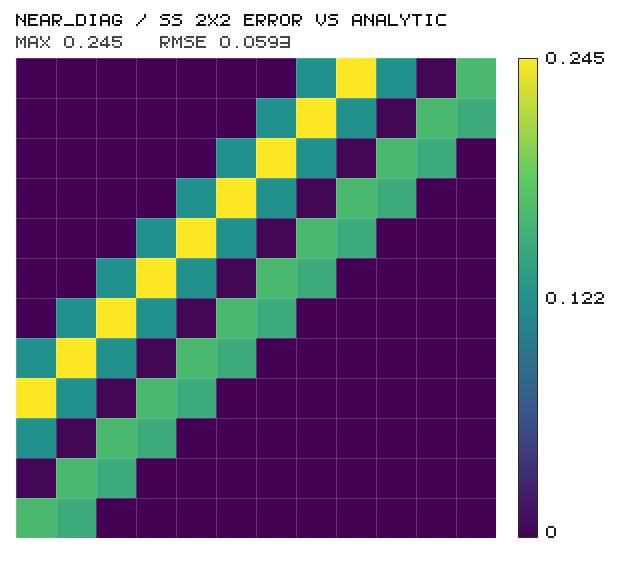 NEAR_DIAG / SS 2X2 ERROR VS ANALYTIC
MAX 0.245 RMSE 0.0593
0.245
0.122
0